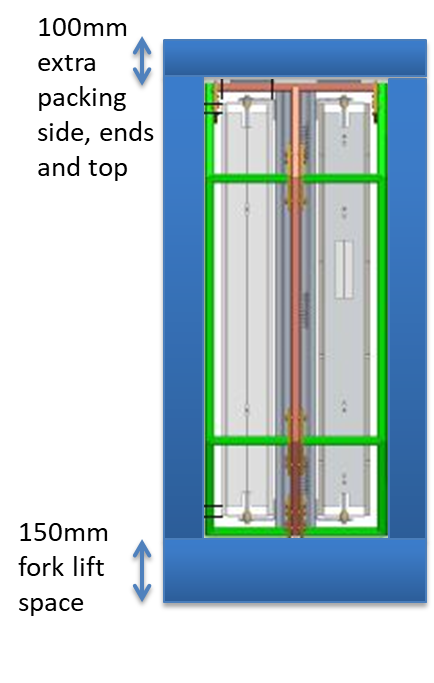 100mm
extra
packing
side, ends
and top
150mm
fork lift
space